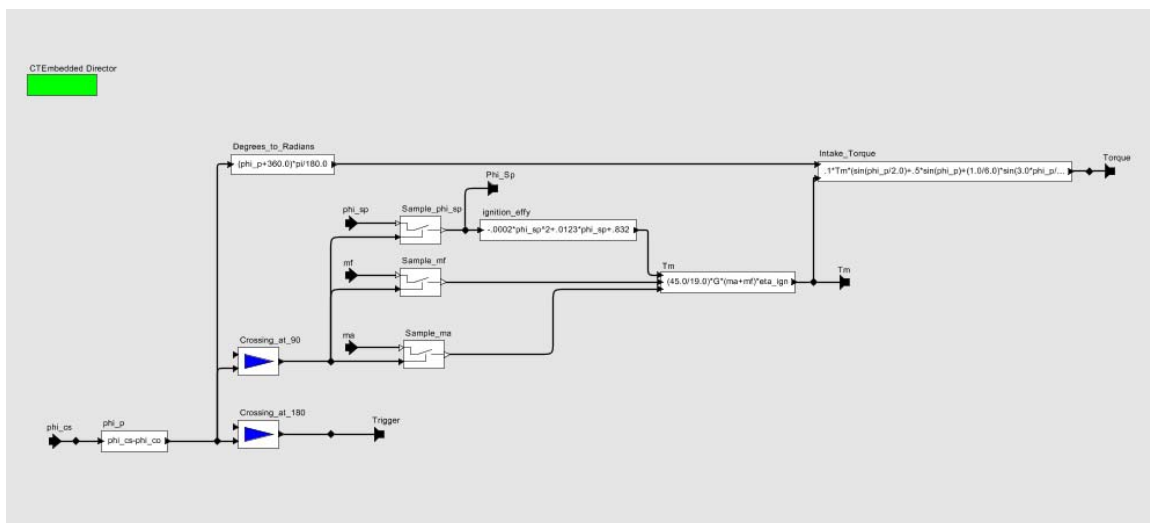 CTEmbedded Director
Degrees_to_Radians
(phi_p+360.0)*pi/180.0
Intake_Torque
.1*Tm*(sin(phi_p/2.0)+.5*sin(phi_p)+(1.0/6.0)*sin(3.0*phi_p/...
Torque
Phi_Sp
phi_sp
Sample_phi_sp
ignition_effy
-.0002*phi_sp^2+.0123*phi_sp+.832
mf
Sample_mf
Tm
(45.0/19.0)*G*(ma+mf)*eta_ign
Tm
ma
Sample_ma
Crossing_at_90
Crossing_at_180
Trigger
phi_cs
phi_p
phi_cs-phi_co